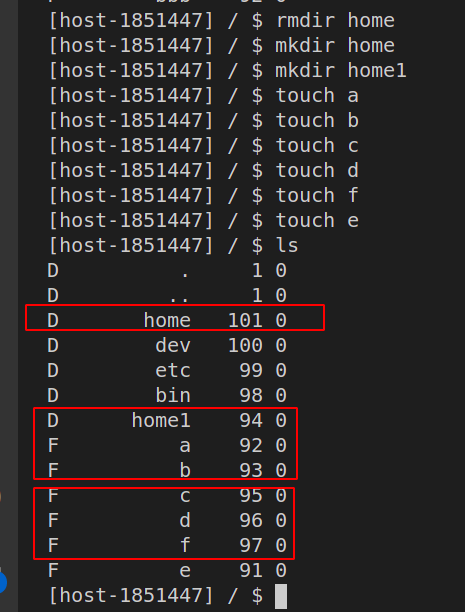 bbb 92 0
[host-1851447] / $ rmdir home
[host-1851447] / $ mkdir home
[host-1851447] / $ mkdir home1
[host-1851447] / $ touch a
[host-1851447] / $ touch b
[host-1851447] / $ touch c
[host-1851447] / $ touch d
[host-1851447] / $ touch f
[host-1851447] / $ touch e
[host-1851447] / $ ls
D . 1 0
D .. 1 0
D home 101 0
D dev 100 0
D etc 99 0
D bin 98 0
D home1 94 0
F a 92 0
F b 93 0
F c 95 0
F d 96 0
F f 97 0
F e 91 0
[host-1851447] / $